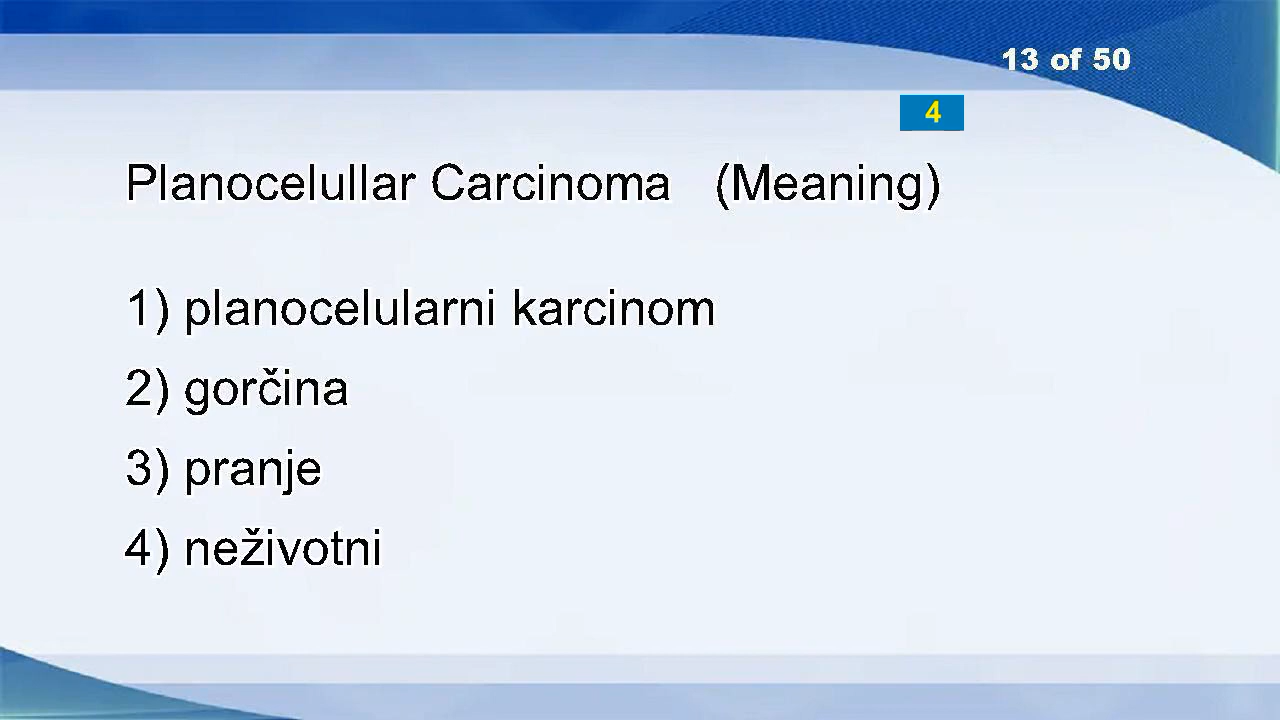 13 of 50
4
Planocelullar Carcinoma (Meaning)
1) planocelularni karcinom
2) gorčina
3) pranje
4) neživotni